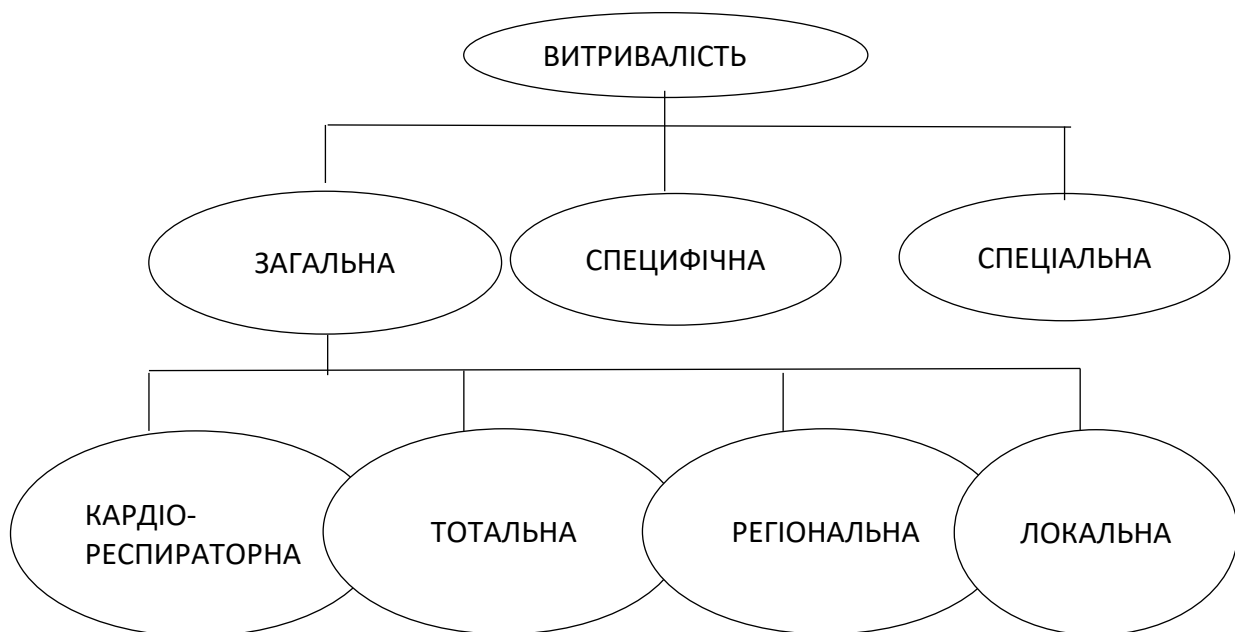 ВИТРИВАЛІСТЬ
ЗАГАЛЬНА
СПЕЦИФІЧНА
СПЕЦІАЛЬНА
КАРДІО-
РЕСПИРАТОРНА
ТОТАЛЬНА
РЕГІОНАЛЬНА
ЛОКАЛЬНА